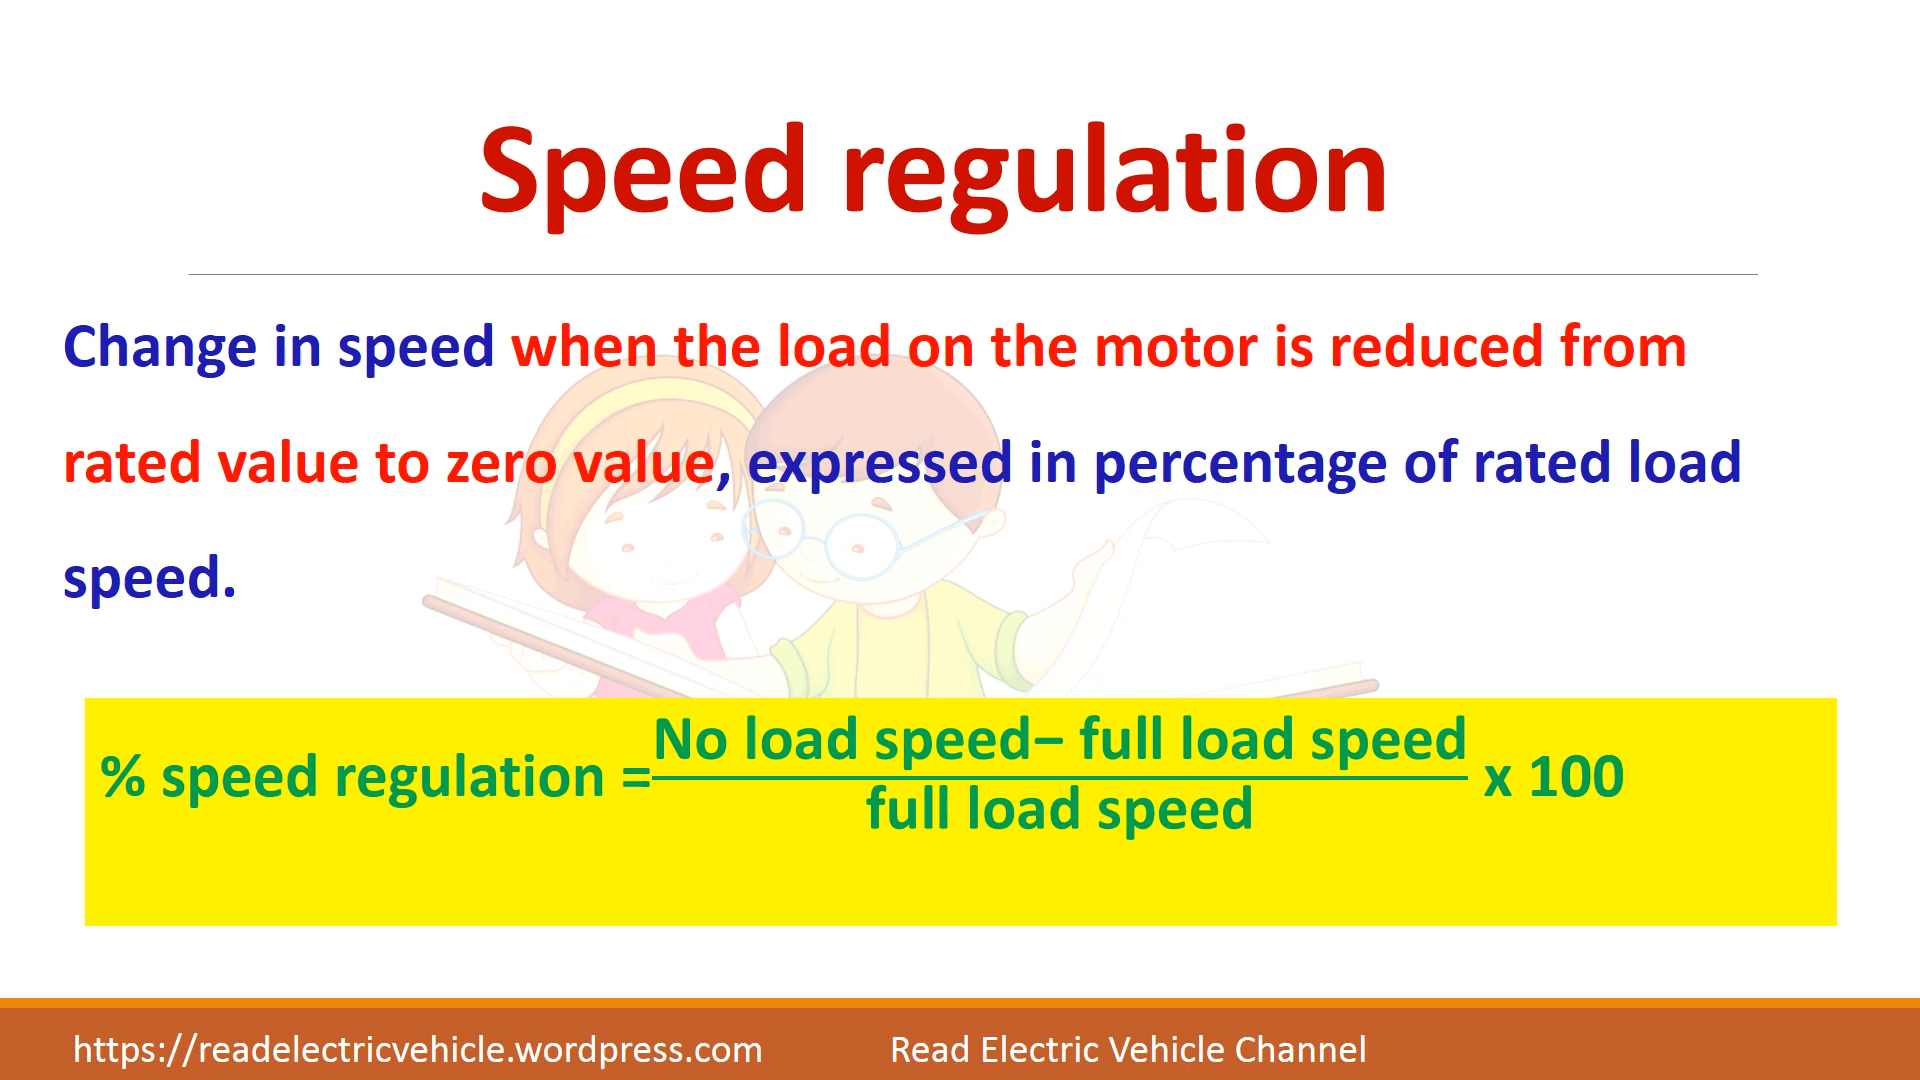 Speed regulation
Change in speed when the load on the motor is reduced from
rated value to zero value, expressed in percentage of rated load
speed.
No load speed– full load speed
% speed regulation = x 100
full load speed
https://readelectricvehicle.wordpress.com Read Electric Vehicle Channel